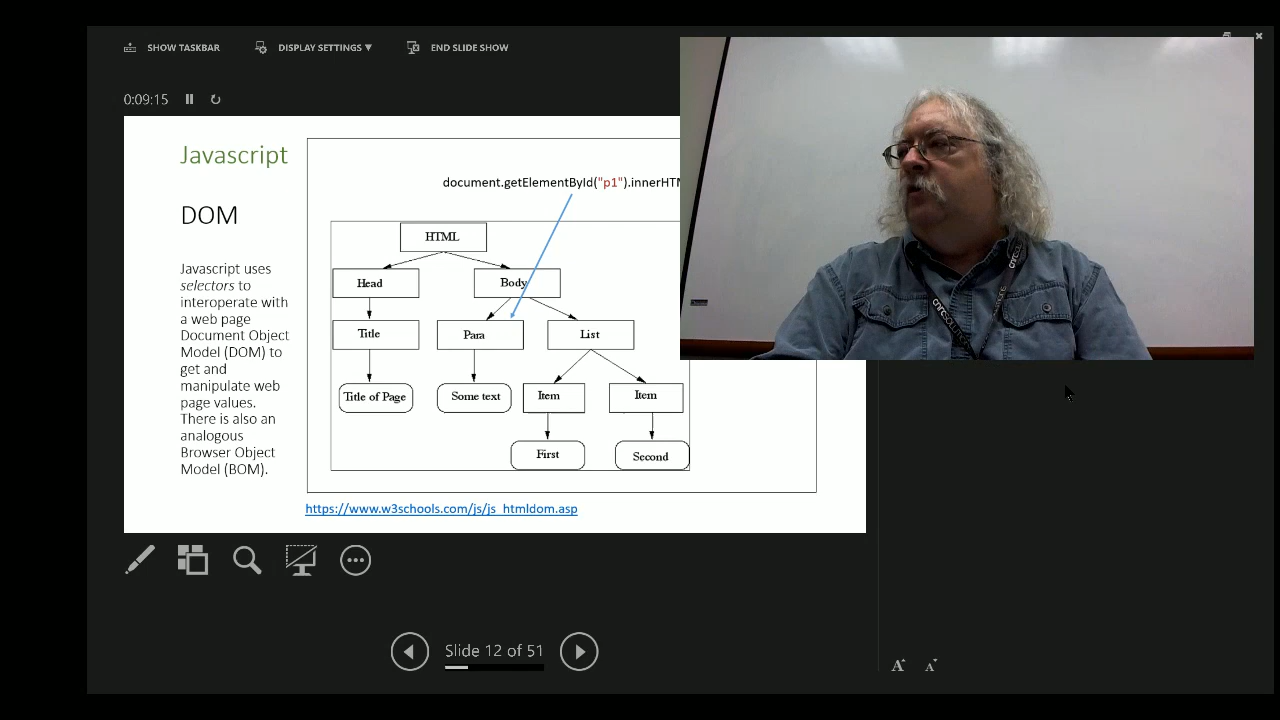 SHOW TASKBAR
DISPLAY SETTINGS ▼
END SLIDE SHOW
0:09:15
Javascript
document.getElementById("p1").innerHTM
DOM
HTML
Javascript uses
selectors to
interoperate with
a web page
Document Object
Model (DOM) to
get and
manipulate web
page values.
There is also an
analogous
Browser Object
Model (BOM).
Head
Body
Title
Para
List
Title of Page
Some text
Item
Item
First
Second
https://www.w3schools.com/js/js_htmldom.asp
Slide 12 of 51
A
A